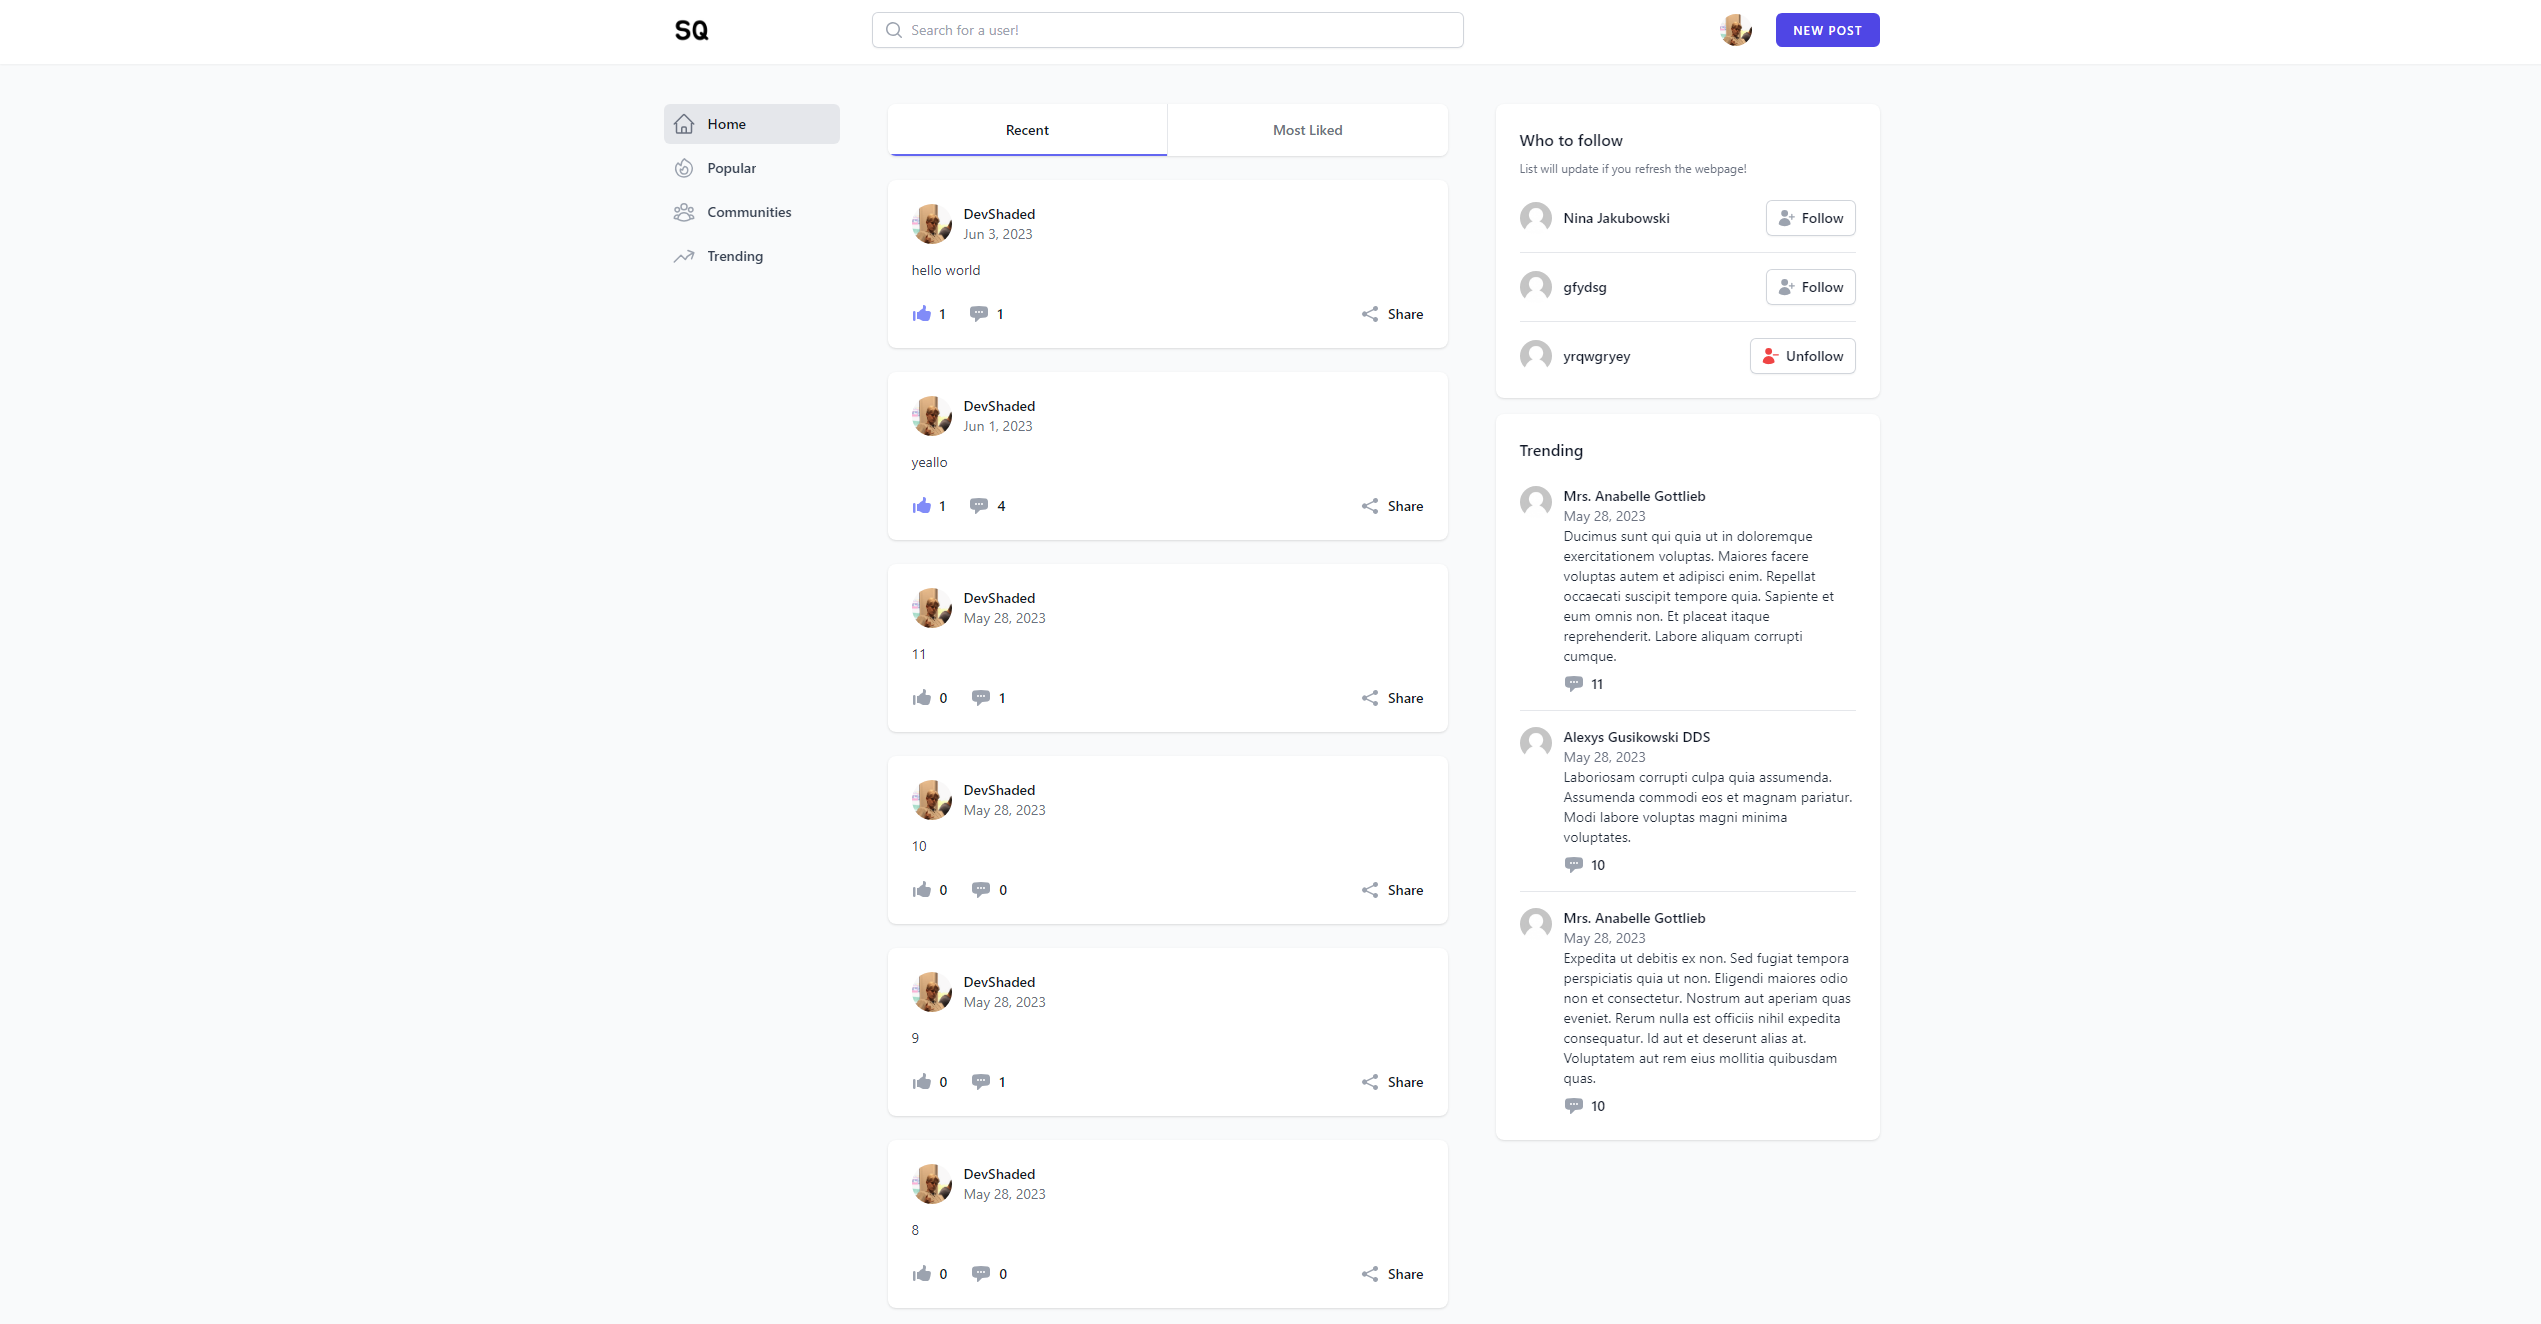 SQ
Search for a user!
NEW POST
Home
Popular
Communities
Trending
Recent
Most Liked
DevShaded
Jun 3, 2023
hello world
1
1
Share
DevShaded
Jun 1, 2023
yeallo
1
4
Share
DevShaded
May 28, 2023
11
0
1
Share
DevShaded
May 28, 2023
10
0
0
Share
DevShaded
May 28, 2023
9
0
1
Share
DevShaded
May 28, 2023
8
0
0
Share
Who to follow
List will update if you refresh the webpage!
Nina Jakubowski
Follow
gfydsg
Follow
yrqwgryey
Unfollow
Trending
Mrs. Anabelle Gottlieb
May 28, 2023
Ducimus sunt qui quia ut in doloremque
exercitationem voluptas. Maiores facere
voluptas autem et adipisci enim. Repellat
occaecati suscipit tempore quia. Sapiente et
eum omnis non. Et placeat itaque
reprehenderit. Labore aliquam corrupti
cumque.
11
Alexys Gusikowski DDS
May 28, 2023
Laboriosam corrupti culpa quia assumenda.
Assumenda commodi eos et magnam pariatur.
Modi labore voluptas magni minima
voluptates.
10
Mrs. Anabelle Gottlieb
May 28, 2023
Expedita ut debitis ex non. Sed fugiat tempora
perspiciatis quia ut non. Eligendi maiores odio
non et consectetur. Nostrum aut aperiam quas
eveniet. Rerum nulla est officiis nihil expedita
consequatur. Id aut et deserunt alias at.
Voluptatem aut rem eius mollitia quibusdam
quas.
10